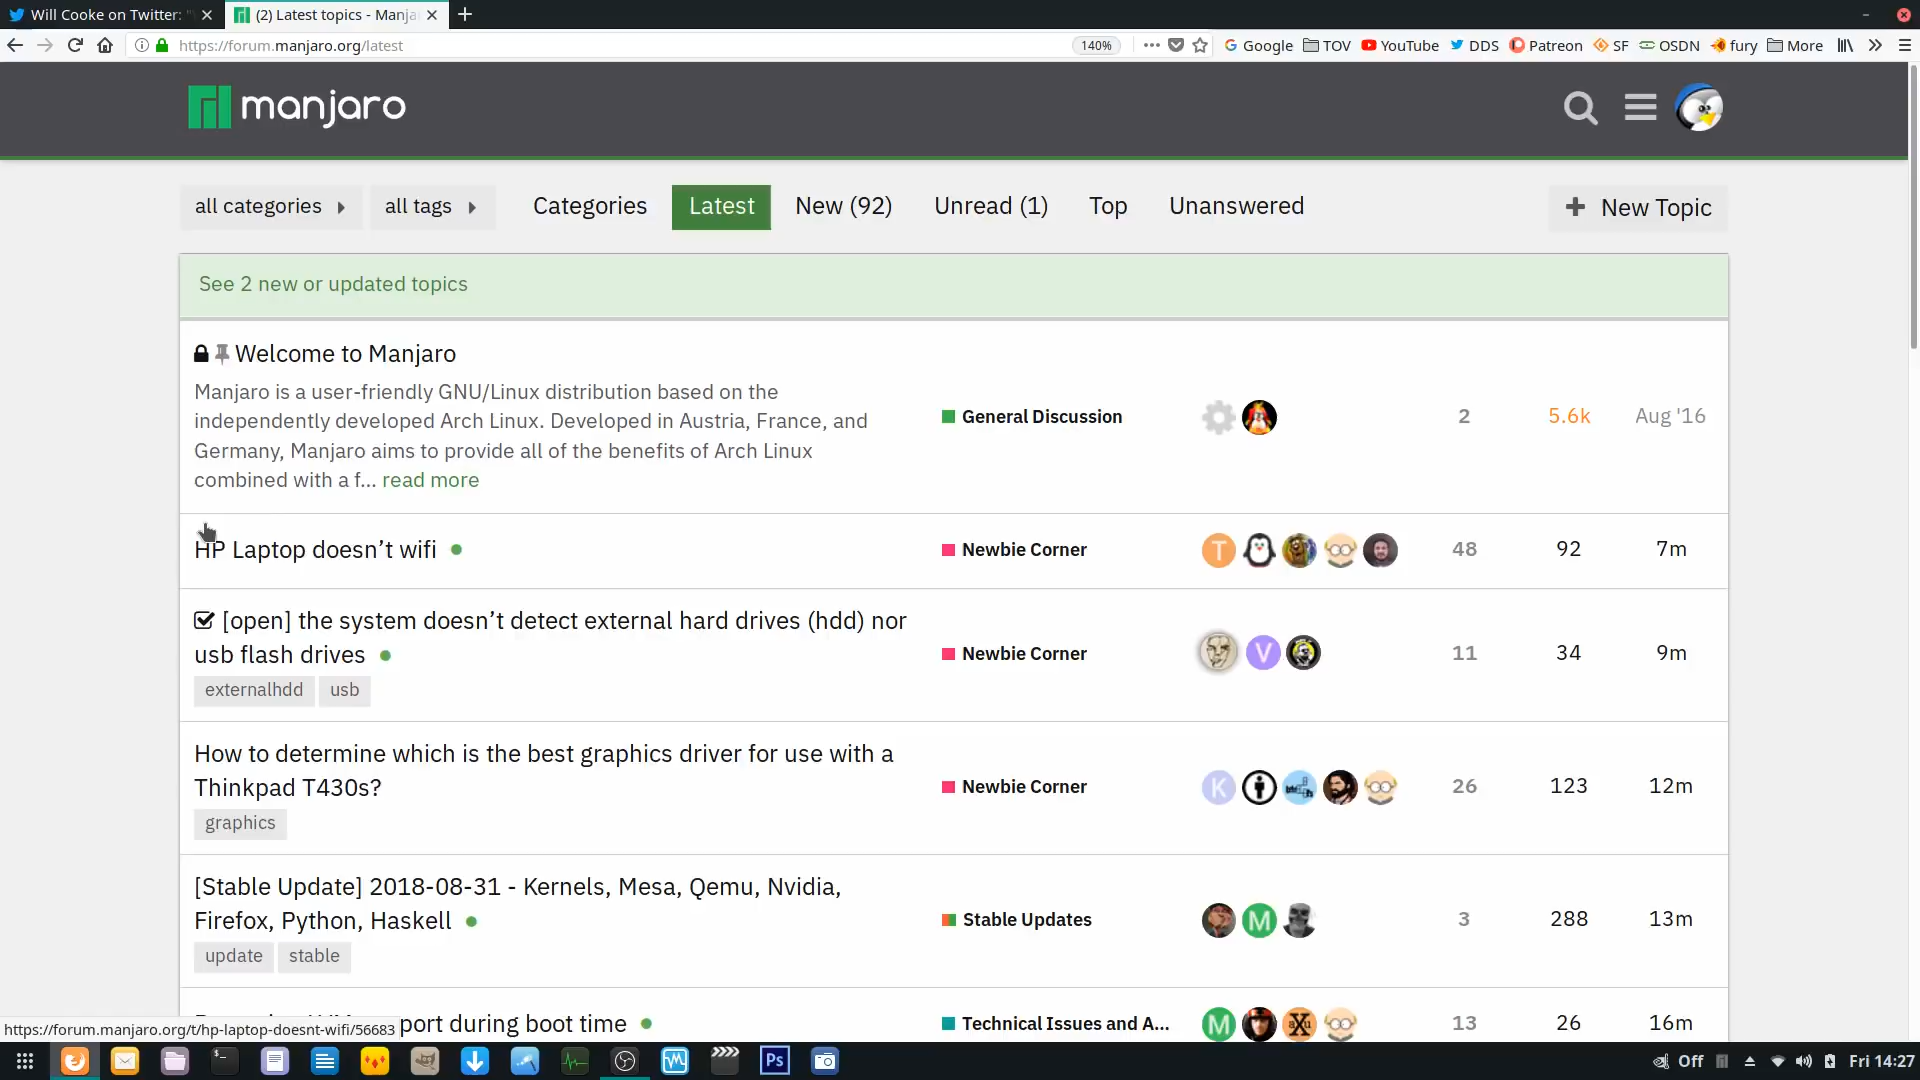 Will Cooke on Twitter: "
(2) Latest topics - Manja
https://forum.manjaro.org/latest
140%
Google
TOV
YouTube
DDS
Patreon
SF
OSDN
fury
More
manjaro
all categories
all tags
Categories
Latest
New (92)
Unread (1)
Top
Unanswered
+ New Topic
See 2 new or updated topics
Welcome to Manjaro
Manjaro is a user-friendly GNU/Linux distribution based on the
independently developed Arch Linux. Developed in Austria, France, and
Germany, Manjaro aims to provide all of the benefits of Arch Linux
combined with a f... read more
General Discussion
2
5.6k
Aug '16
HP Laptop doesn’t wifi
Newbie Corner
T
48
92
7m
[open] the system doesn’t detect external hard drives (hdd) nor
usb flash drives
externalhdd
usb
Newbie Corner
V
11
34
9m
How to determine which is the best graphics driver for use with a
Thinkpad T430s?
graphics
Newbie Corner
K
26
123
12m
[Stable Update] 2018-08-31 - Kernels, Mesa, Qemu, Nvidia,
Firefox, Python, Haskell
update
stable
Stable Updates
M
3
288
13m
port during boot time
Technical Issues and A...
M
13
26
16m
https://forum.manjaro.org/t/hp-laptop-doesnt-wifi/56683
Ps
Off
Fri 14:27